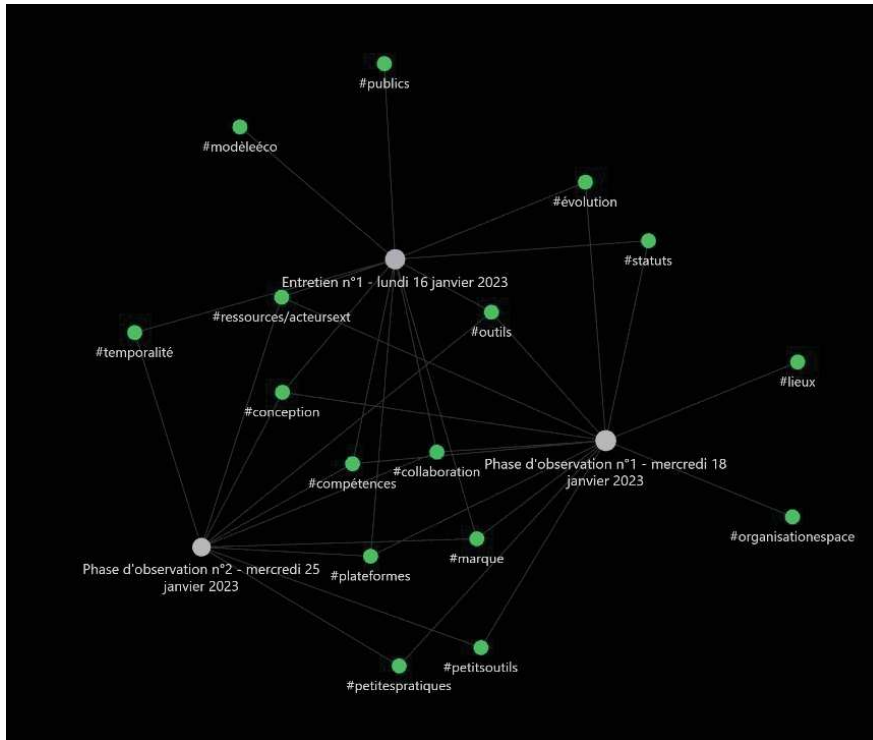 #publics
#modèleéco
#évolution
#statuts
Entretien n°1 - lundi 16 janvier 2023
#ressources/acteursext
#outils
#temporalité
#lieux
#conception
#collaboration
Phase d'observation n°1 - mercredi 18
janvier 2023
#compétences
#organisationespace
#marque
Phase d'observation n°2 - mercredi 25
janvier 2023
#plateformes
#petitsoutils
#petitespratiques